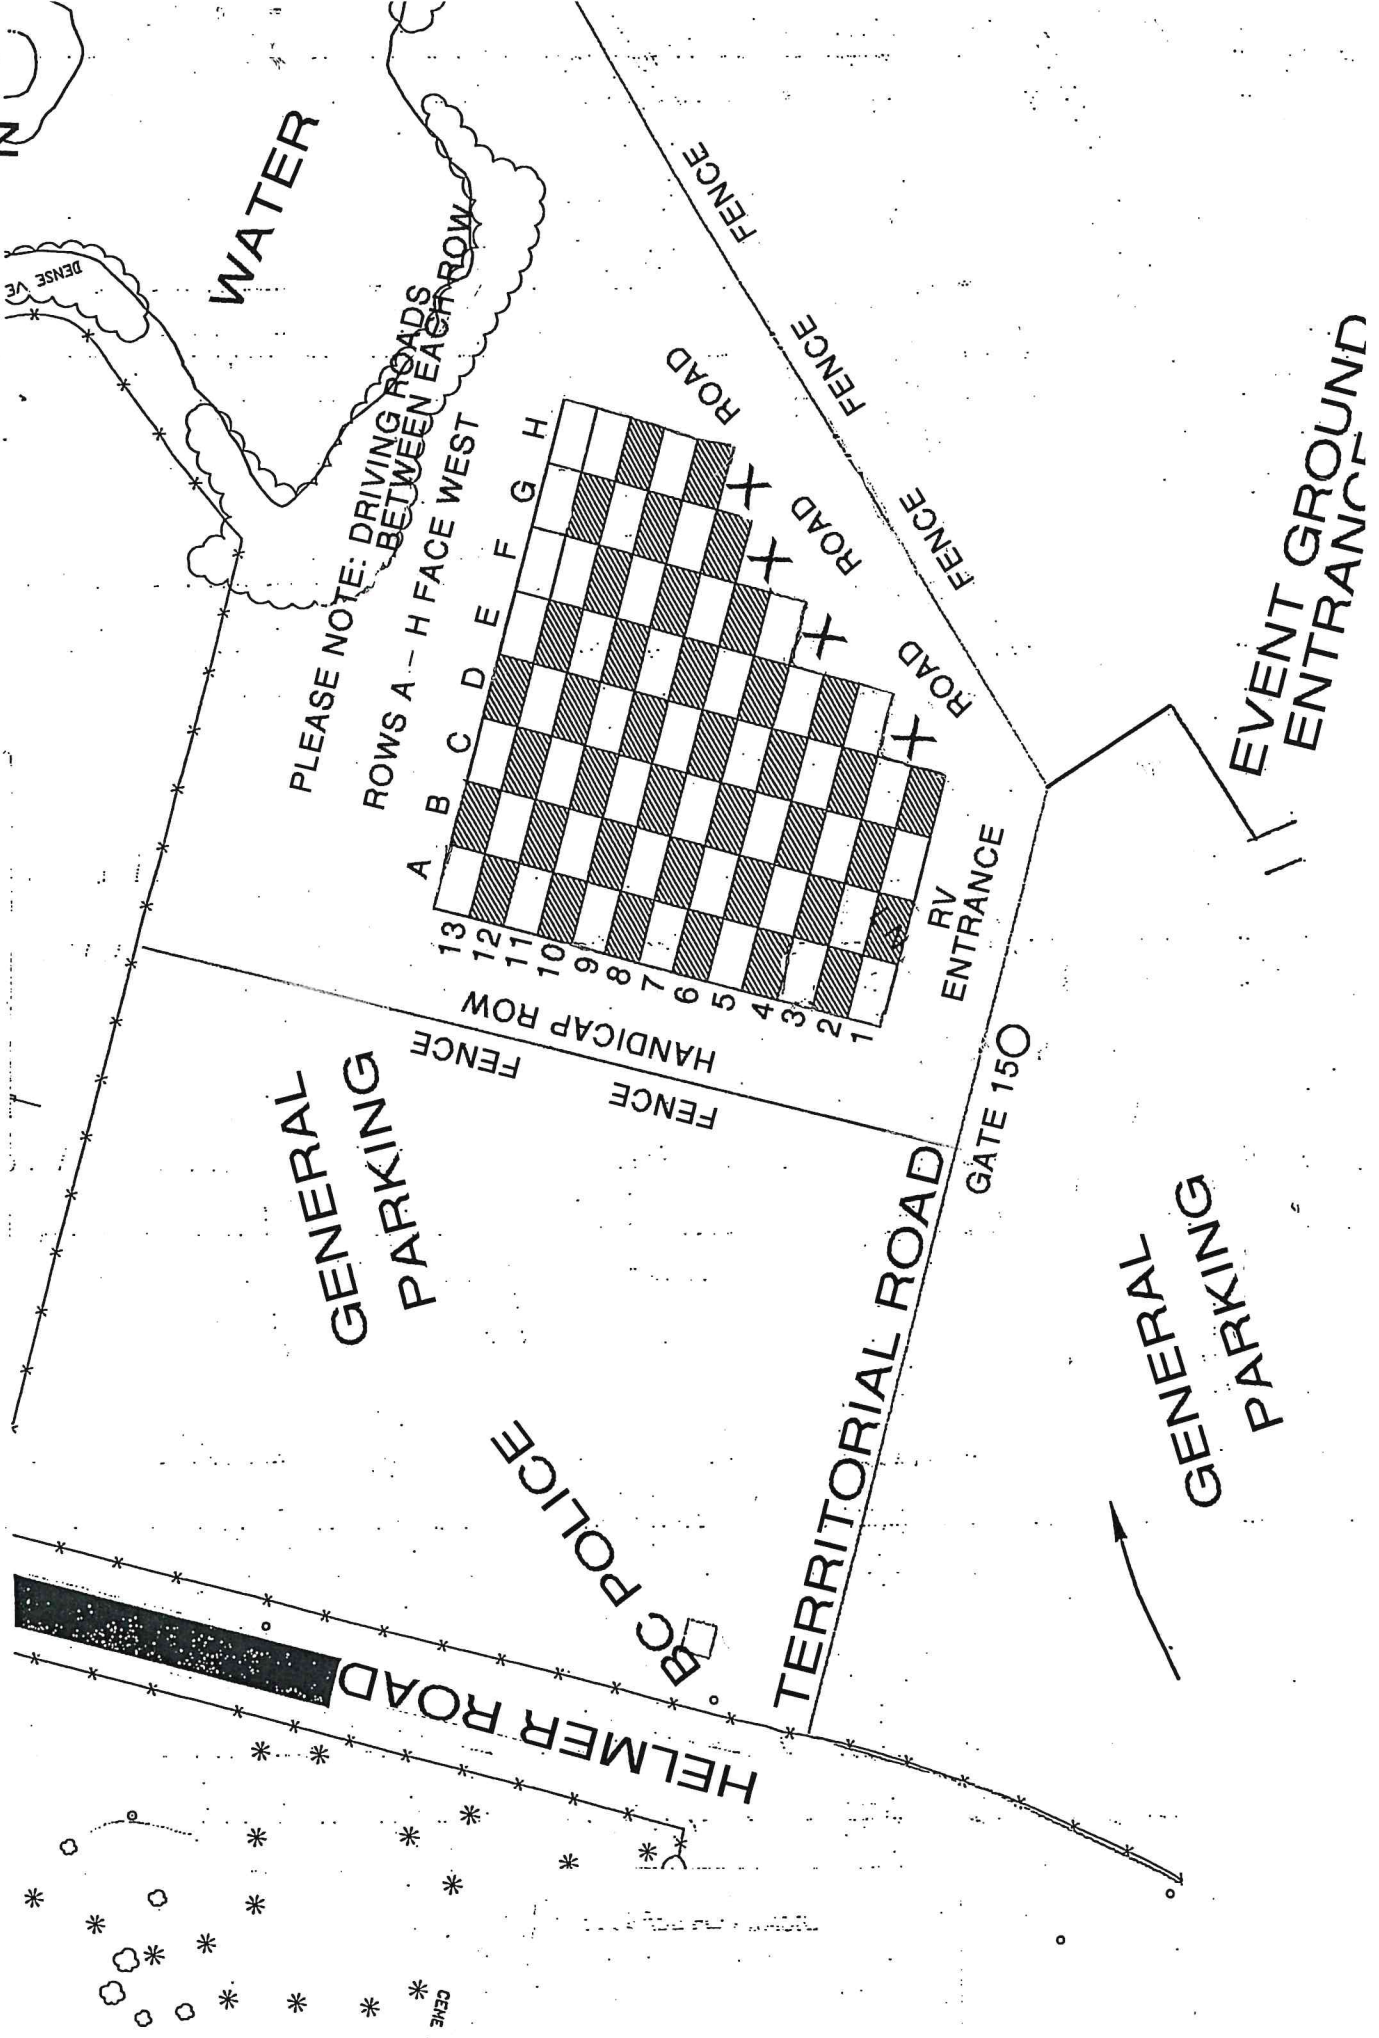 N
WATER
DENSE VE
PLEASE NOTE: DRIVING ROADS
BETWEEN EACH ROW
ROWS A - H FACE WEST
A B C D E F G H
13
12
11
10
9
8
7
6
5
4
3
2
1
X
X
X
X
ROAD
ROAD
ROAD
FENCE
FENCE
FENCE
HANDICAP ROW
FENCE
FENCE
RV
ENTRANCE
GATE 150
EVENT GROUND
ENTRANCE
GENERAL
PARKING
GENERAL
PARKING
TERRITORIAL ROAD
BC POLICE
HELMER ROAD
CEME